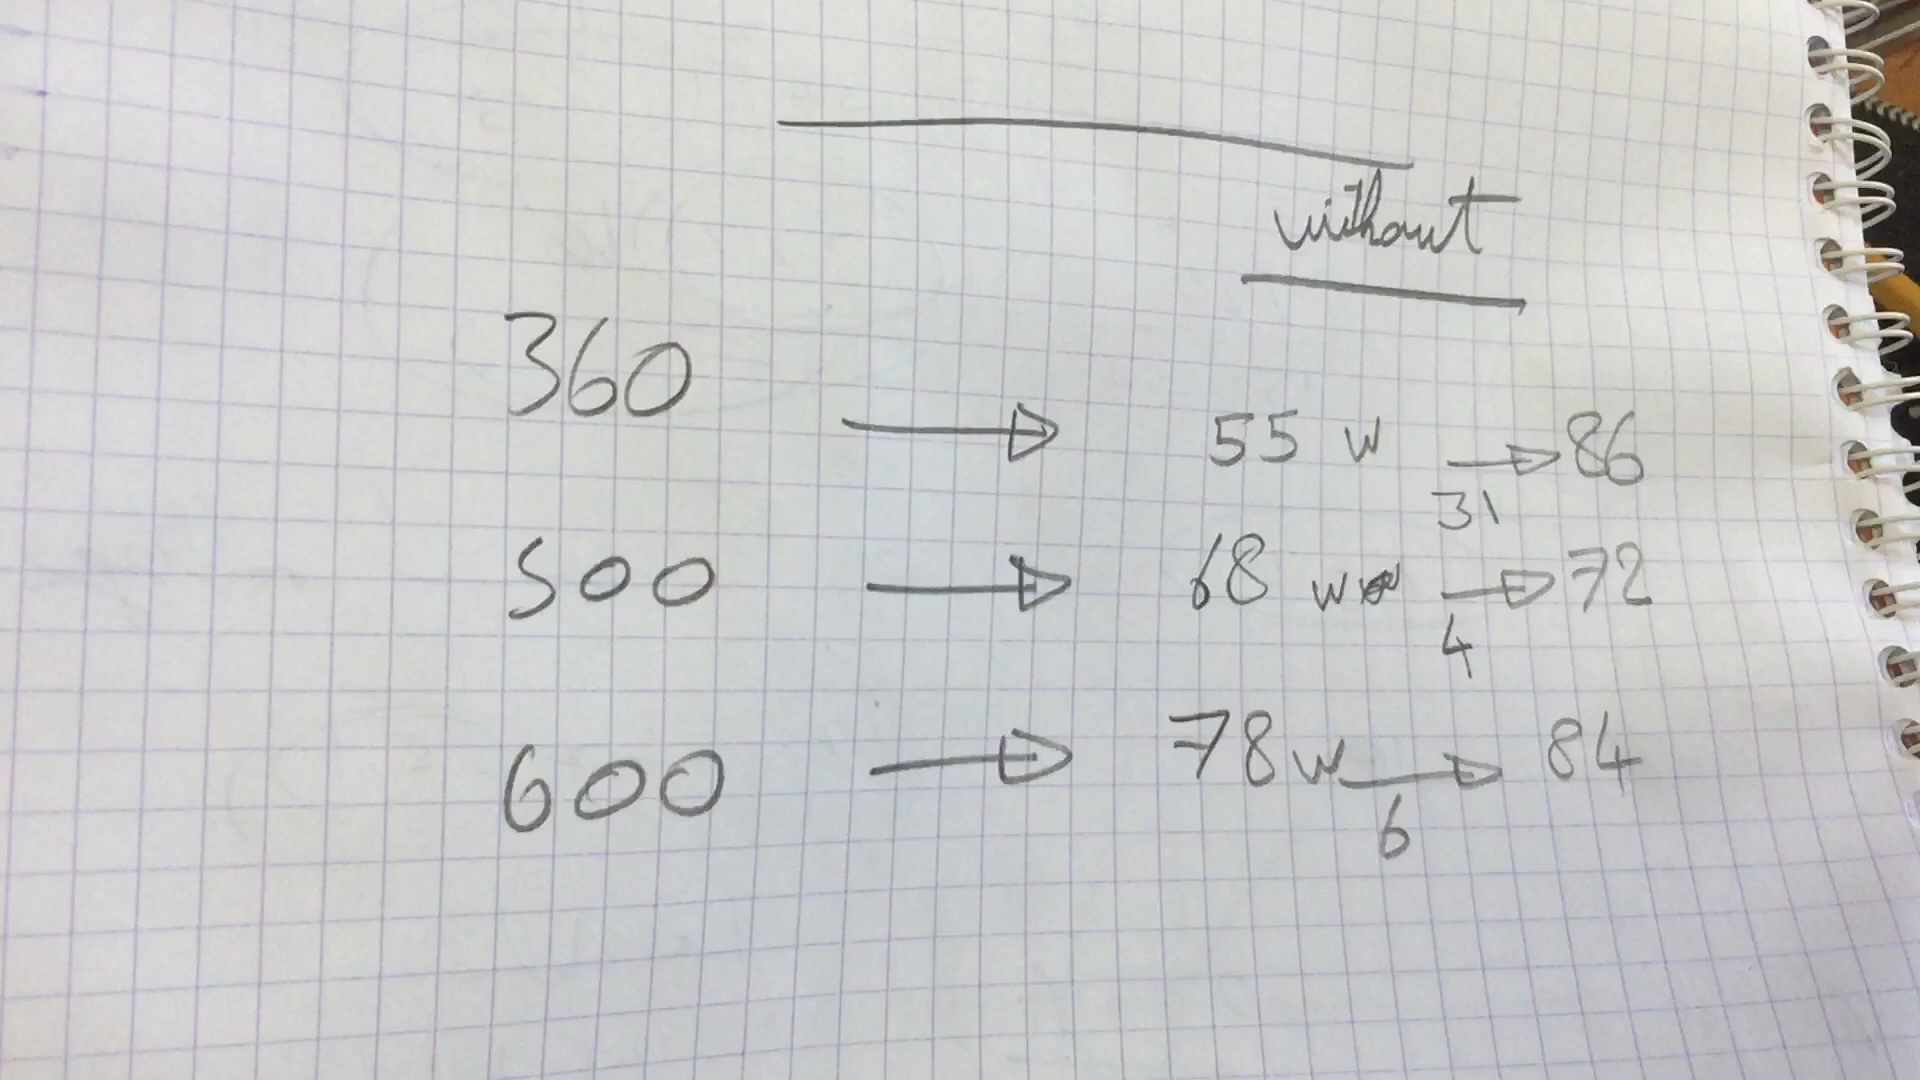 without
360 → 55 w → 86
31
500 → 68 w → 72
4
600 → 78 w → 84
6